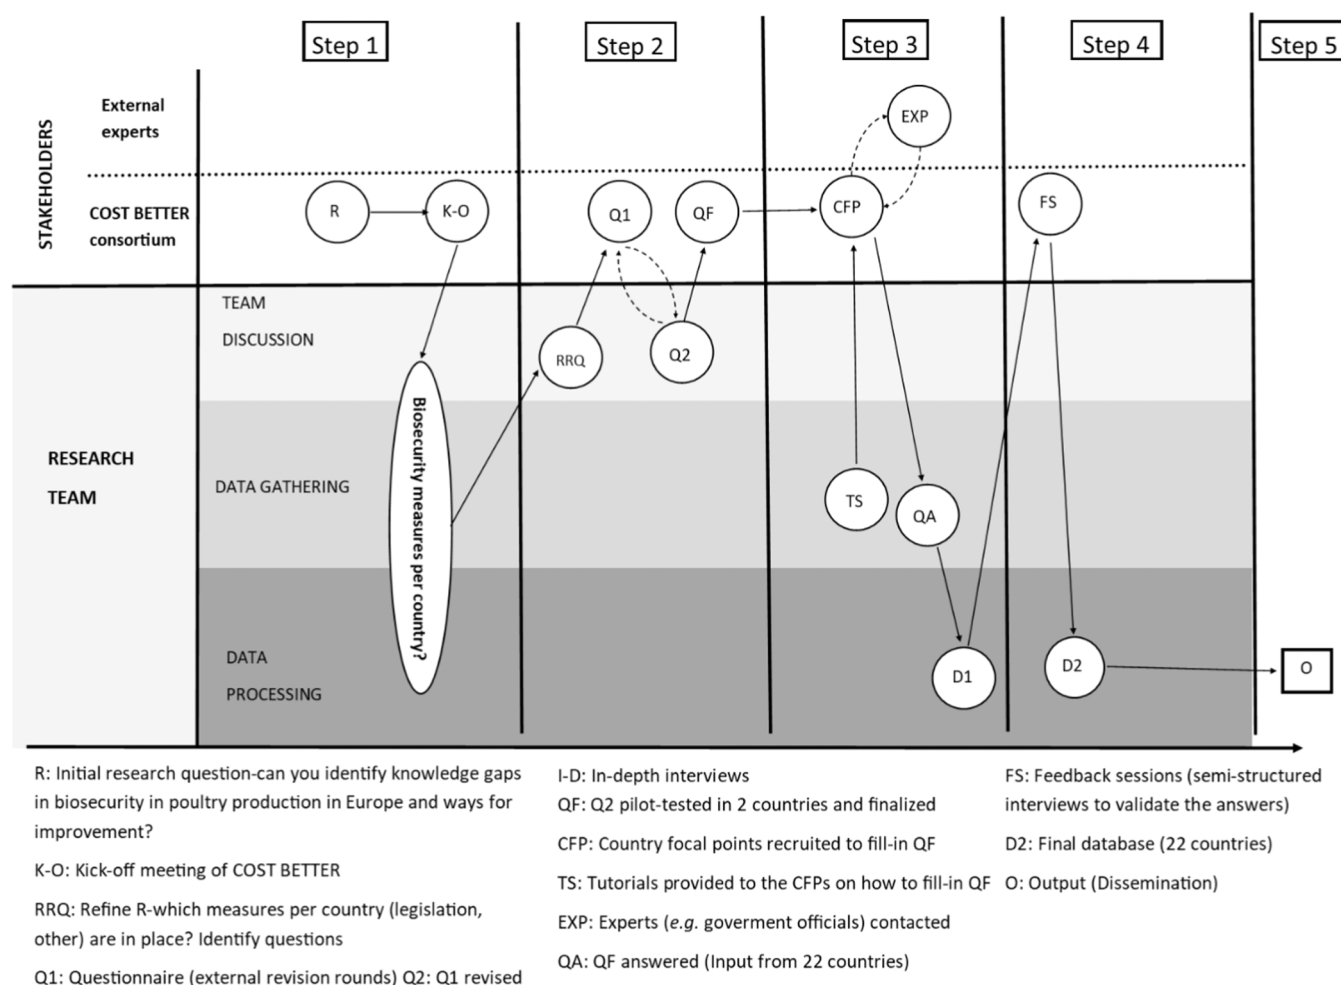 Step 1
Step 2
Step 3
Step 4
Step 5
STAKEHOLDERS
External
experts
EXP
COST BETTER
consortium
R
K-O
Q1
QF
CFP
FS
TEAM
DISCUSSION
RRQ
Q2
RESEARCH
TEAM
Biosecurity measures per country?
DATA GATHERING
TS
QA
DATA
PROCESSING
D1
D2
O
R: Initial research question-can you identify knowledge gaps
in biosecurity in poultry production in Europe and ways for
improvement?
K-O: Kick-off meeting of COST BETTER
RRQ: Refine R-which measures per country (legislation,
other) are in place? Identify questions
Q1: Questionnaire (external revision rounds) Q2: Q1 revised
I-D: In-depth interviews
QF: Q2 pilot-tested in 2 countries and finalized
CFP: Country focal points recruited to fill-in QF
TS: Tutorials provided to the CFPs on how to fill-in QF
EXP: Experts (e.g. goverment officials) contacted
QA: QF answered (Input from 22 countries)
FS: Feedback sessions (semi-structured
interviews to validate the answers)
D2: Final database (22 countries)
O: Output (Dissemination)